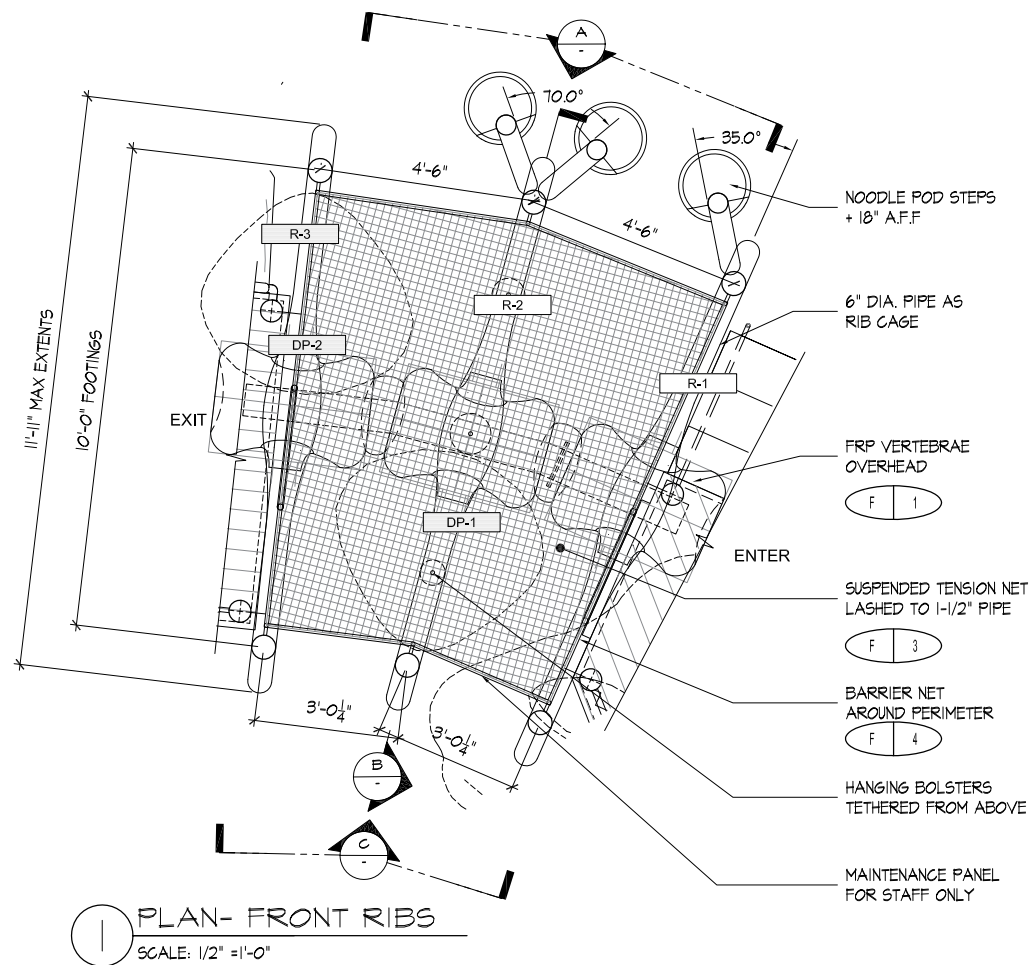 A
-
70.0°
35.0°
4'-6"
4'-6"
NOODLE POD STEPS
+ 18" A.F.F
R-3
R-2
6" DIA. PIPE AS
RIB CAGE
11'-11" MAX EXTENTS
10'-0" FOOTINGS
DP-2
R-1
EXIT
FRP VERTEBRAE
OVERHEAD
F 1
DP-1
ENTER
SUSPENDED TENSION NET
LASHED TO 1-1/2" PIPE
F 3
BARRIER NET
AROUND PERIMETER
F 4
3'-0¼"
3'-0¼"
B
-
HANGING BOLSTERS
TETHERED FROM ABOVE
C
-
MAINTENANCE PANEL
FOR STAFF ONLY
1
PLAN- FRONT RIBS
SCALE: 1/2" =1'-0"